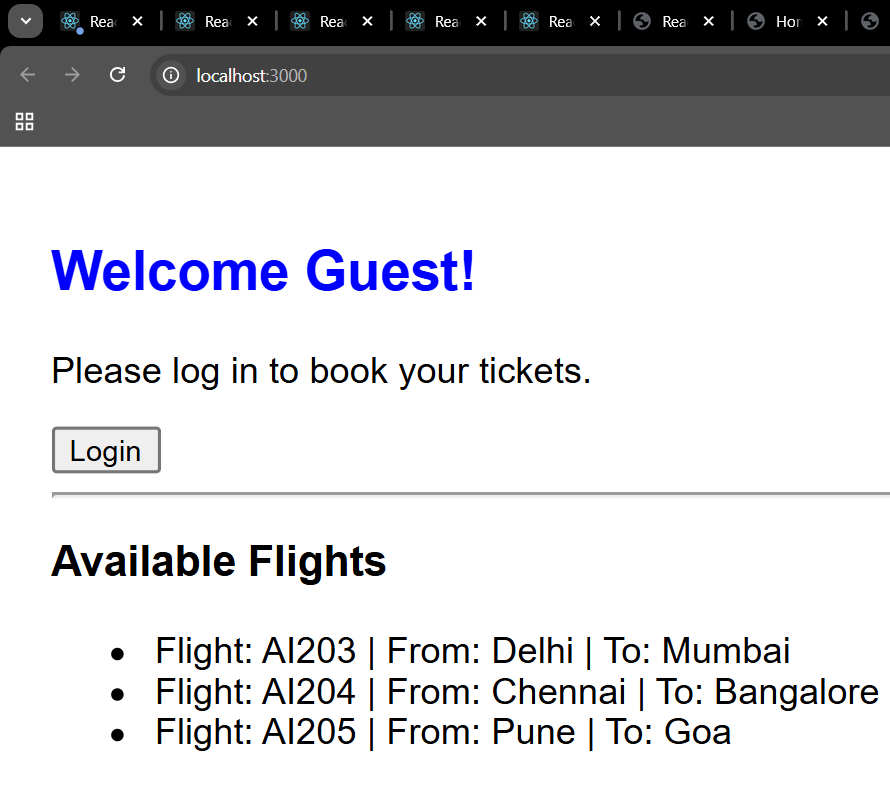 Rea Rea Rea Rea Rea Rea Hor
localhost:3000
Welcome Guest!
Please log in to book your tickets.
Login
Available Flights
Flight: AI203 | From: Delhi | To: Mumbai
Flight: AI204 | From: Chennai | To: Bangalore
Flight: AI205 | From: Pune | To: Goa